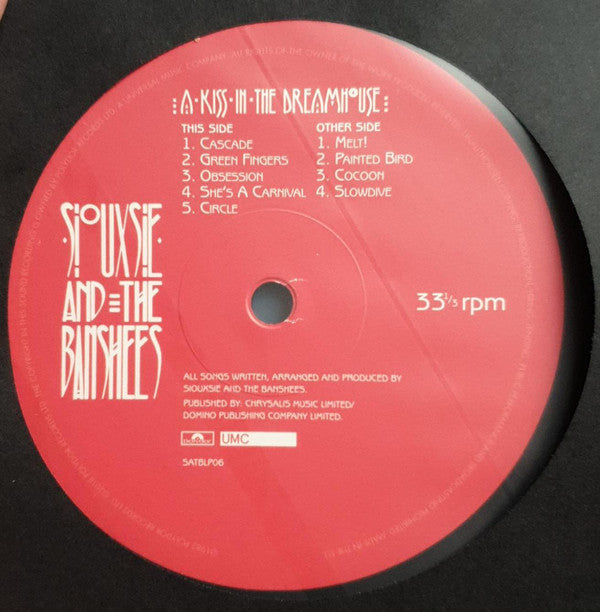 A·KISS·IN·THE DREAMHOUSE
THIS SIDE
1. CASCADE
2. GREEN FINGERS
3. OBSESSION
4. SHE'S A CARNIVAL
5. CIRCLE
OTHER SIDE
1. MELT!
2. PAINTED BIRD
3. COCOON
4. SLOWDIVE
SIOUXSIE
AND THE
BANSHEES
33 1/3 rpm
ALL SONGS WRITTEN, ARRANGED AND PRODUCED BY
SIOUXSIE AND THE BANSHEES.
PUBLISHED BY: CHRYSALIS MUSIC LIMITED/
DOMINO PUBLISHING COMPANY LIMITED.
UMC
SATBLP06